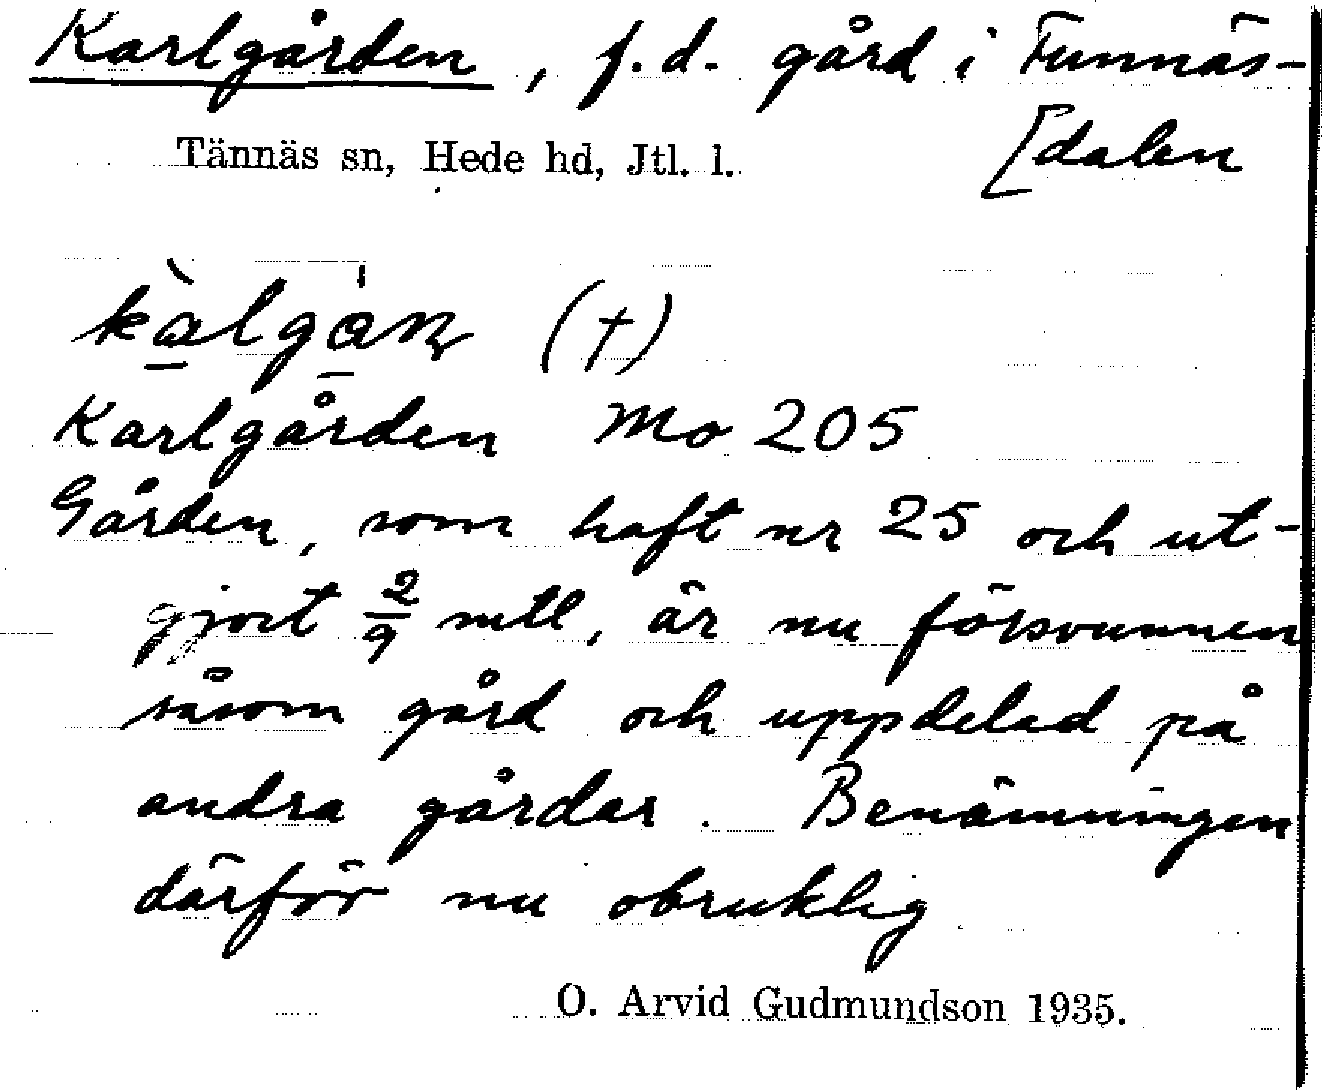 Karlgården, f.d. gård i Funnäs-
[dalen
Tännäs sn, Hede hd, Jtl. l.
(†)
Karlgården Mo 205
Gården, som haft nr 25 och ut-
gjort 2/9 mtl, är nu försvunnen
såsom gård och uppdelad på
andra gårdar. Benämningen
därför nu obruklig
O. Arvid Gudmundson 1935.